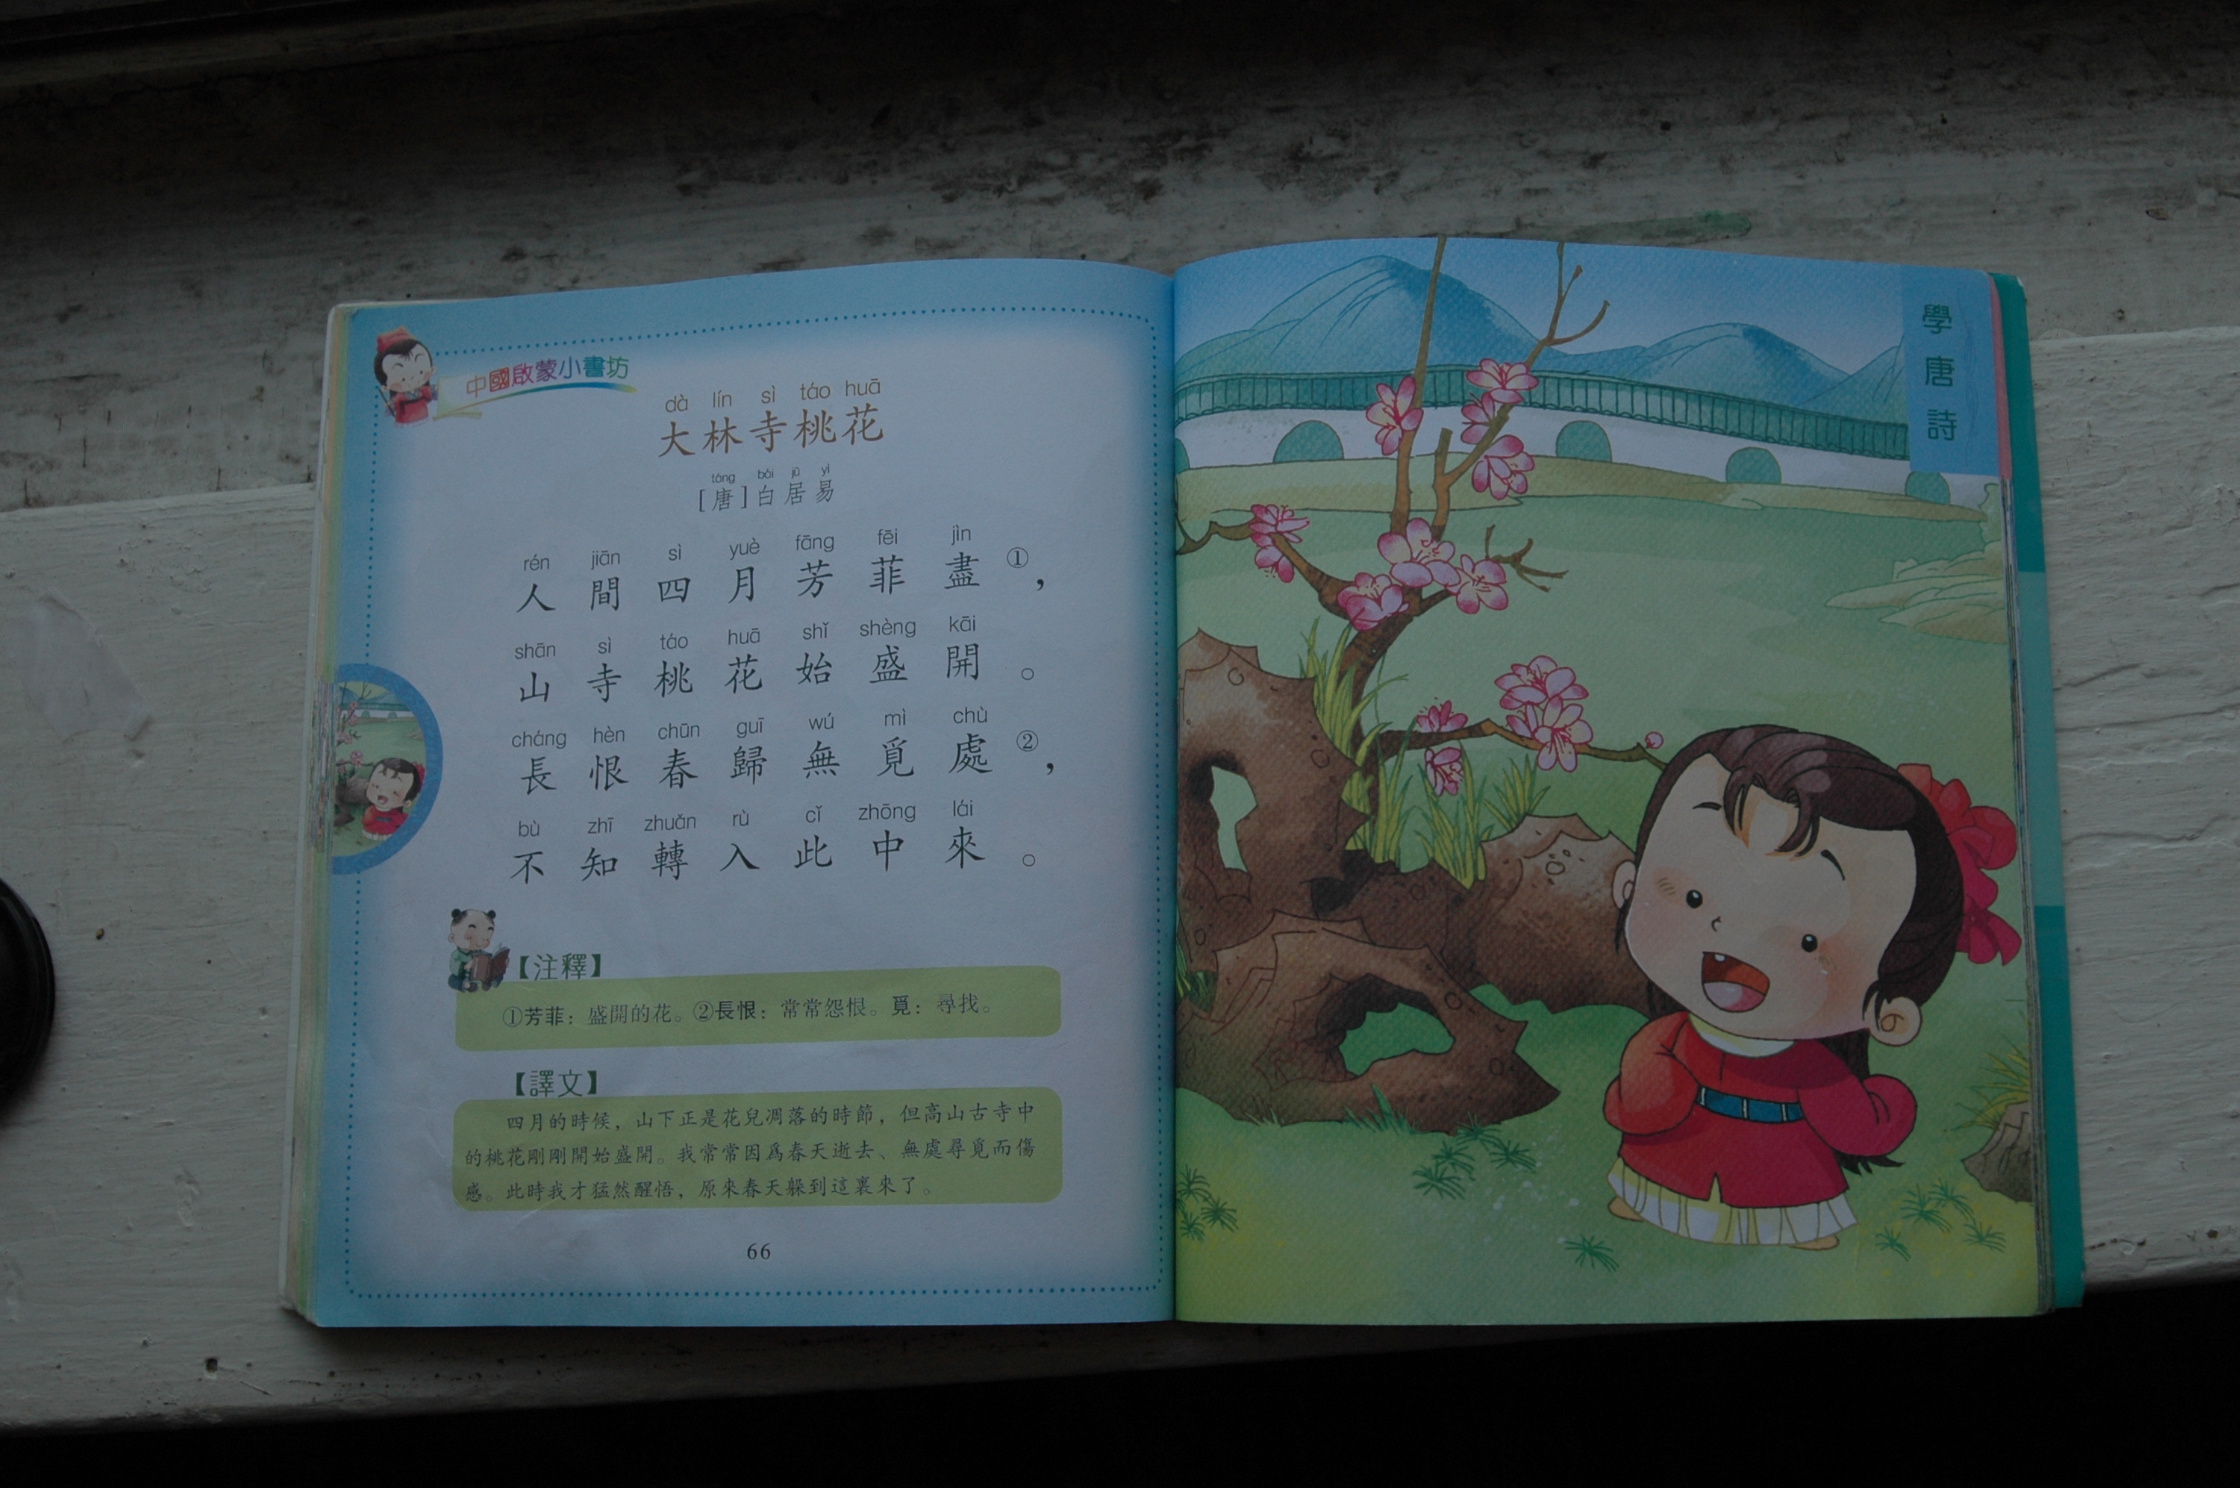 中國啟蒙小書坊
dà lín sì táo huā
大林寺桃花
táng bái jū yì
[唐]白居易
rén jiān sì yuè fāng fēi jìn
人間四月芳菲盡①，
shān sì táo huā shǐ shèng kāi
山寺桃花始盛開。
cháng hèn chūn guī wú mì chù
長恨春歸無覓處②，
bù zhī zhuǎn rù cǐ zhōng lái
不知轉入此中來。
【注釋】
①芳菲：盛開的花。②長恨：常常怨恨。覓：尋找。
【譯文】
四月的時候，山下正是花兒凋落的時節，但高山古寺中
的桃花剛剛開始盛開。我常常因爲春天逝去、無處尋覓而傷
感。此時我才猛然醒悟，原來春天躲到這裏來了。
66
學唐詩